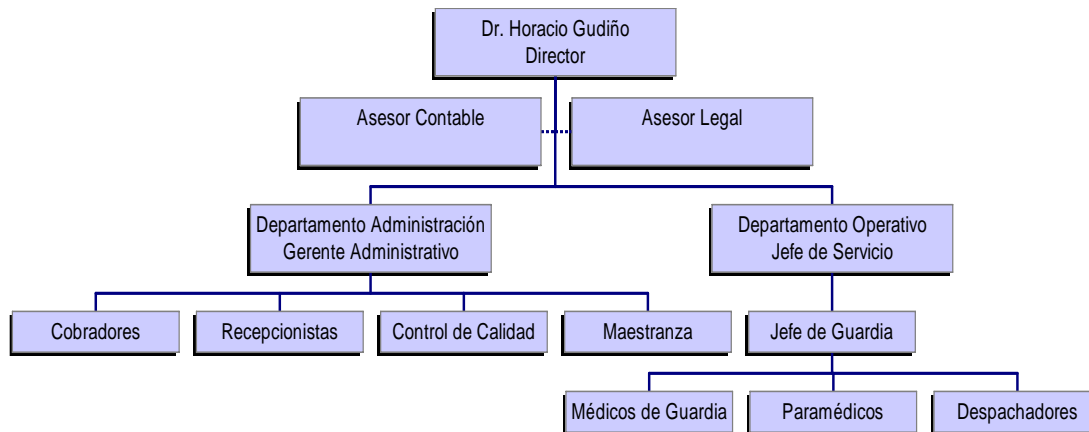 Dr. Horacio Gudiño
Director
Asesor Contable
Asesor Legal
Departamento Administración
Gerente Administrativo
Departamento Operativo
Jefe de Servicio
Cobradores
Recepcionistas
Control de Calidad
Maestranza
Jefe de Guardia
Médicos de Guardia
Paramédicos
Despachadores